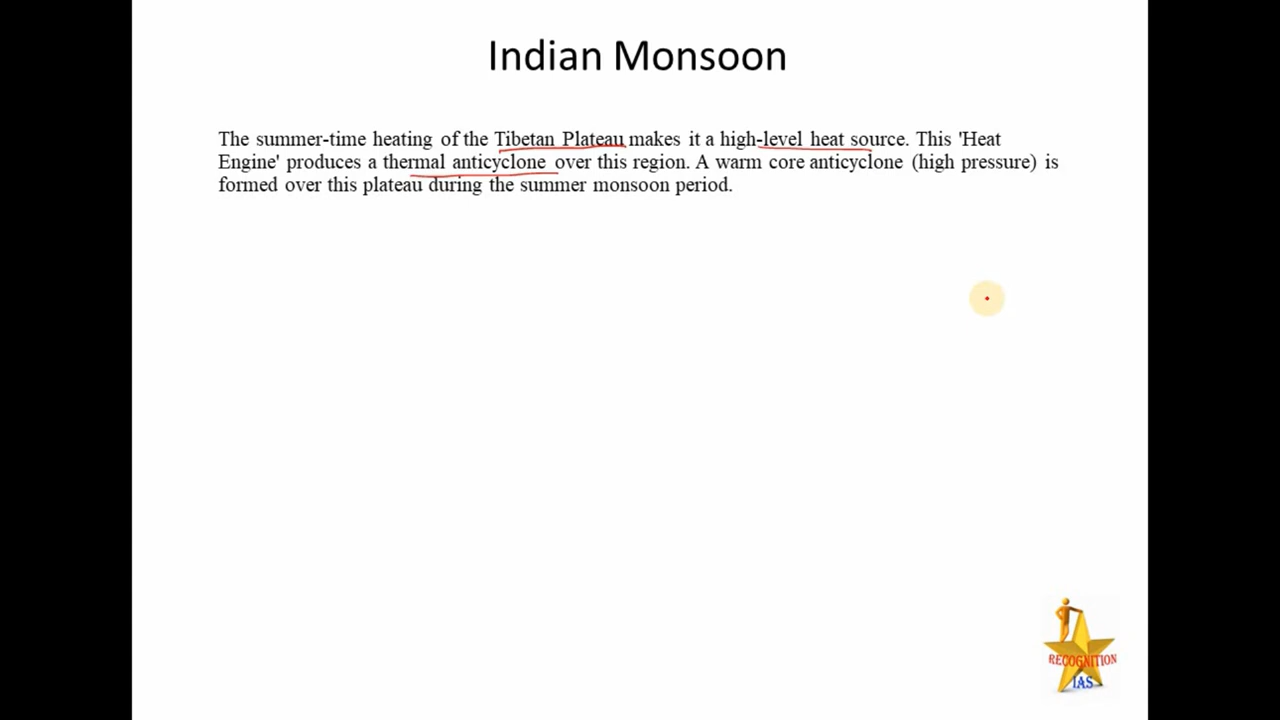 Indian Monsoon
The summer-time heating of the Tibetan Plateau makes it a high-level heat source. This 'Heat
Engine' produces a thermal anticyclone over this region. A warm core anticyclone (high pressure) is
formed over this plateau during the summer monsoon period.
RECOGNITION
IAS